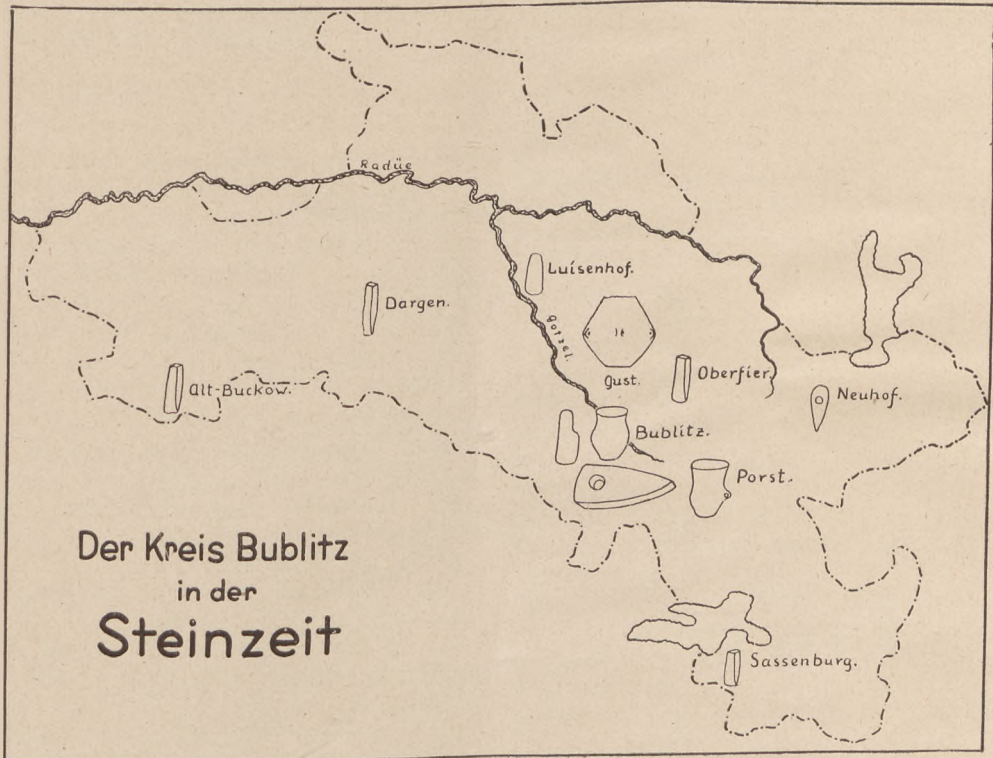 Radüe
Luisenhof.
Dargen.
Gotzel.
Gust.
Oberfier.
Alt-Buckow.
Neuhof.
Bublitz.
Porst.
Der Kreis Bublitz
in der
Steinzeit
Sassenburg.